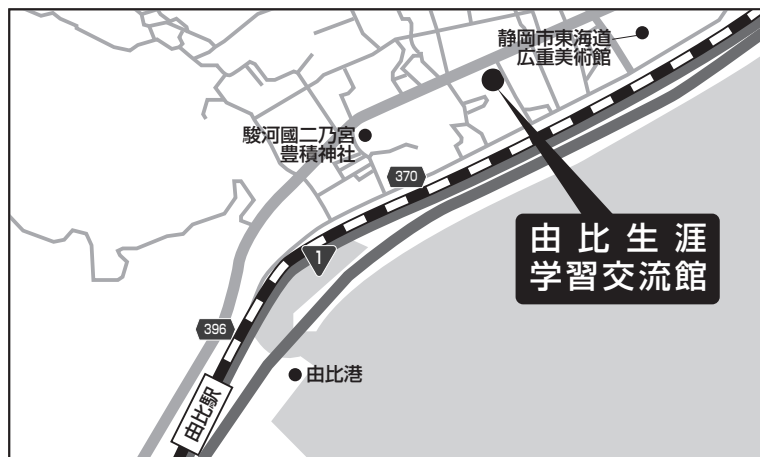 静岡市東海道
広重美術館
駿河國二乃宮
豊積神社
370
由比生涯
学習交流館
1
396
由比港
由比駅